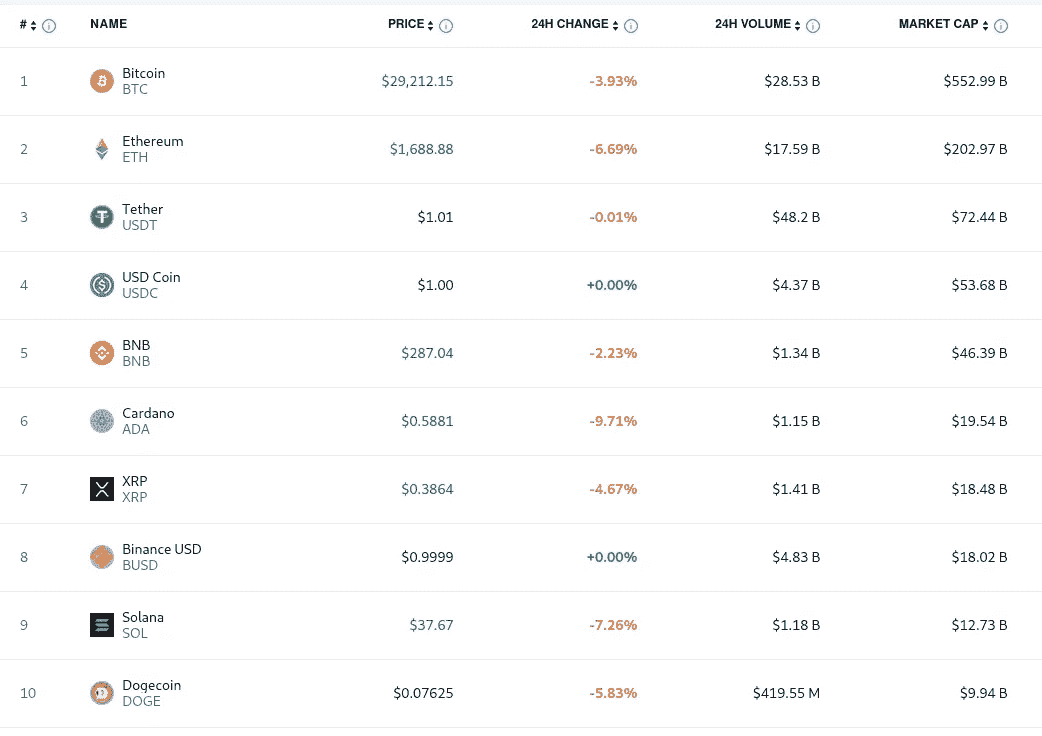 # NAME PRICE 24H CHANGE 24H VOLUME MARKET CAP
1 Bitcoin $29,212.15 -3.93% $28.53 B $552.99 B
BTC
2 Ethereum $1,688.88 -6.69% $17.59 B $202.97 B
ETH
3 Tether $1.01 -0.01% $48.2 B $72.44 B
USDT
4 USD Coin $1.00 +0.00% $4.37 B $53.68 B
USDC
5 BNB $287.04 -2.23% $1.34 B $46.39 B
BNB
6 Cardano $0.5881 -9.71% $1.15 B $19.54 B
ADA
7 XRP $0.3864 -4.67% $1.41 B $18.48 B
XRP
8 Binance USD $0.9999 +0.00% $4.83 B $18.02 B
BUSD
9 Solana $37.67 -7.26% $1.18 B $12.73 B
SOL
10 Dogecoin $0.07625 -5.83% $419.55 M $9.94 B
DOGE